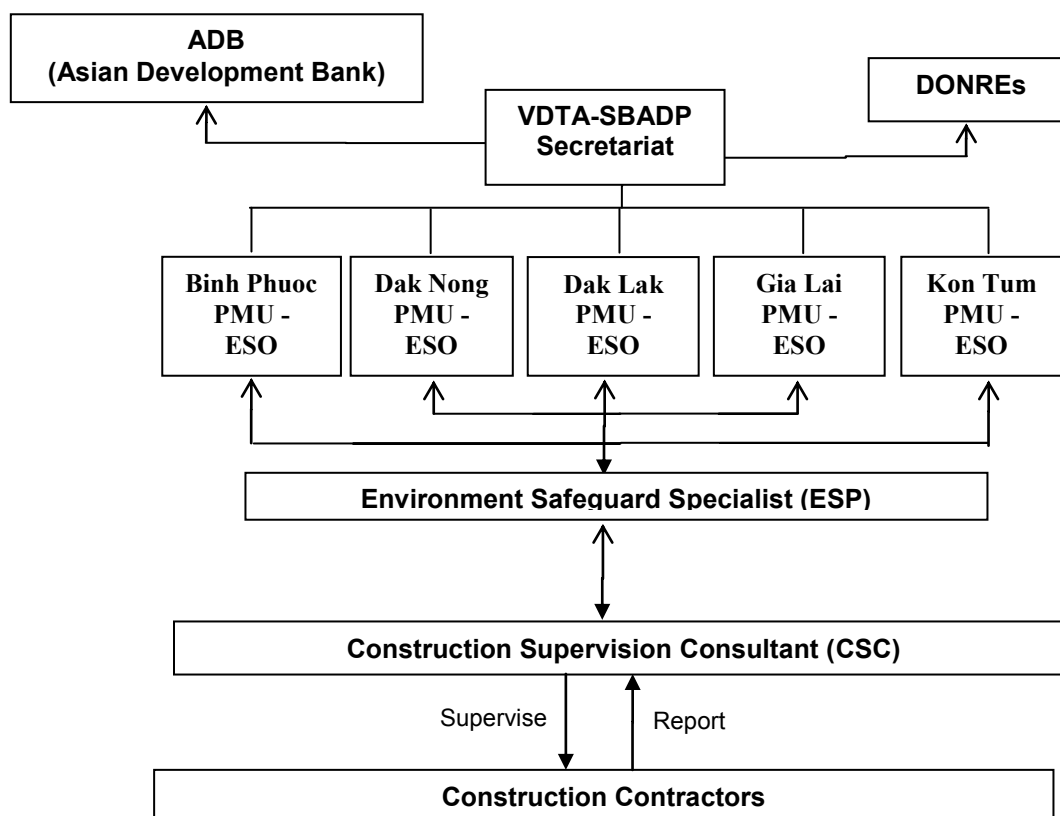 ADB
(Asian Development Bank)
DONREs
VDTA-SBADP
Secretariat
Binh Phuoc
PMU -
ESO
Dak Nong
PMU -
ESO
Dak Lak
PMU -
ESO
Gia Lai
PMU -
ESO
Kon Tum
PMU -
ESO
Environment Safeguard Specialist (ESP)
Construction Supervision Consultant (CSC)
Supervise
Report
Construction Contractors